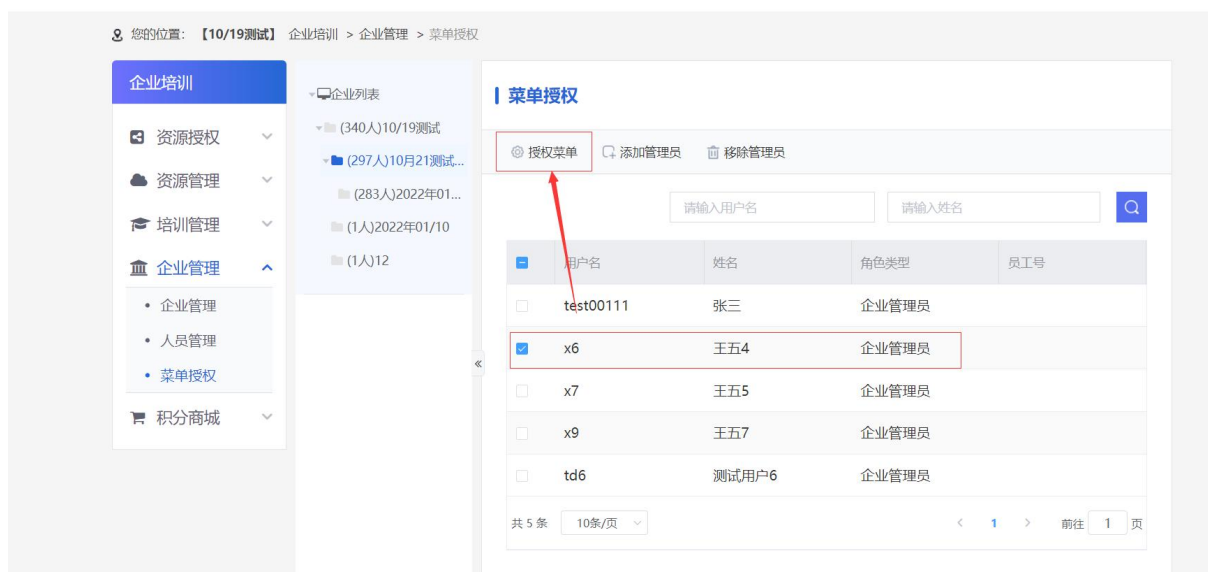 您的位置: 【10/19测试】 企业培训 > 企业管理 > 菜单授权
企业培训
资源授权
资源管理
培训管理
企业管理
• 企业管理
• 人员管理
• 菜单授权
积分商城
企业列表
(340人)10/19测试
(297人)10月21测试...
(283人)2022年01...
(1人)2022年01/10
(1人)12
«
菜单授权
授权菜单 添加管理员 移除管理员
请输入用户名 请输入姓名
用户名 姓名 角色类型 员工号
test00111 张三 企业管理员
x6 王五4 企业管理员
x7 王五5 企业管理员
x9 王五7 企业管理员
td6 测试用户6 企业管理员
共 5 条 10条/页 < 1 > 前往 1 页